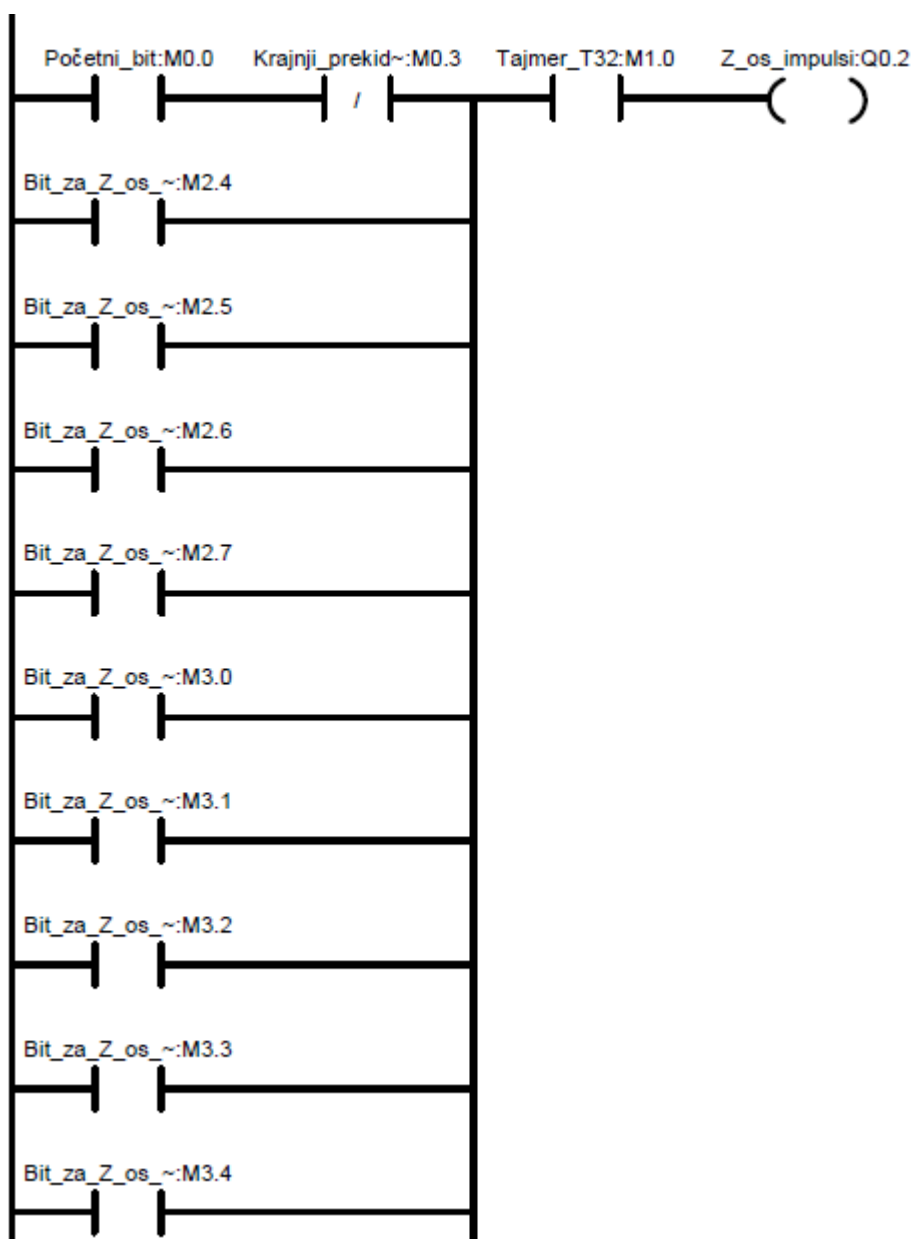 Početni_bit:M0.0 Krajnji_prekid~:M0.3 Tajmer_T32:M1.0 Z_os_impulsi:Q0.2
/
Bit_za_Z_os_~:M2.4
Bit_za_Z_os_~:M2.5
Bit_za_Z_os_~:M2.6
Bit_za_Z_os_~:M2.7
Bit_za_Z_os_~:M3.0
Bit_za_Z_os_~:M3.1
Bit_za_Z_os_~:M3.2
Bit_za_Z_os_~:M3.3
Bit_za_Z_os_~:M3.4